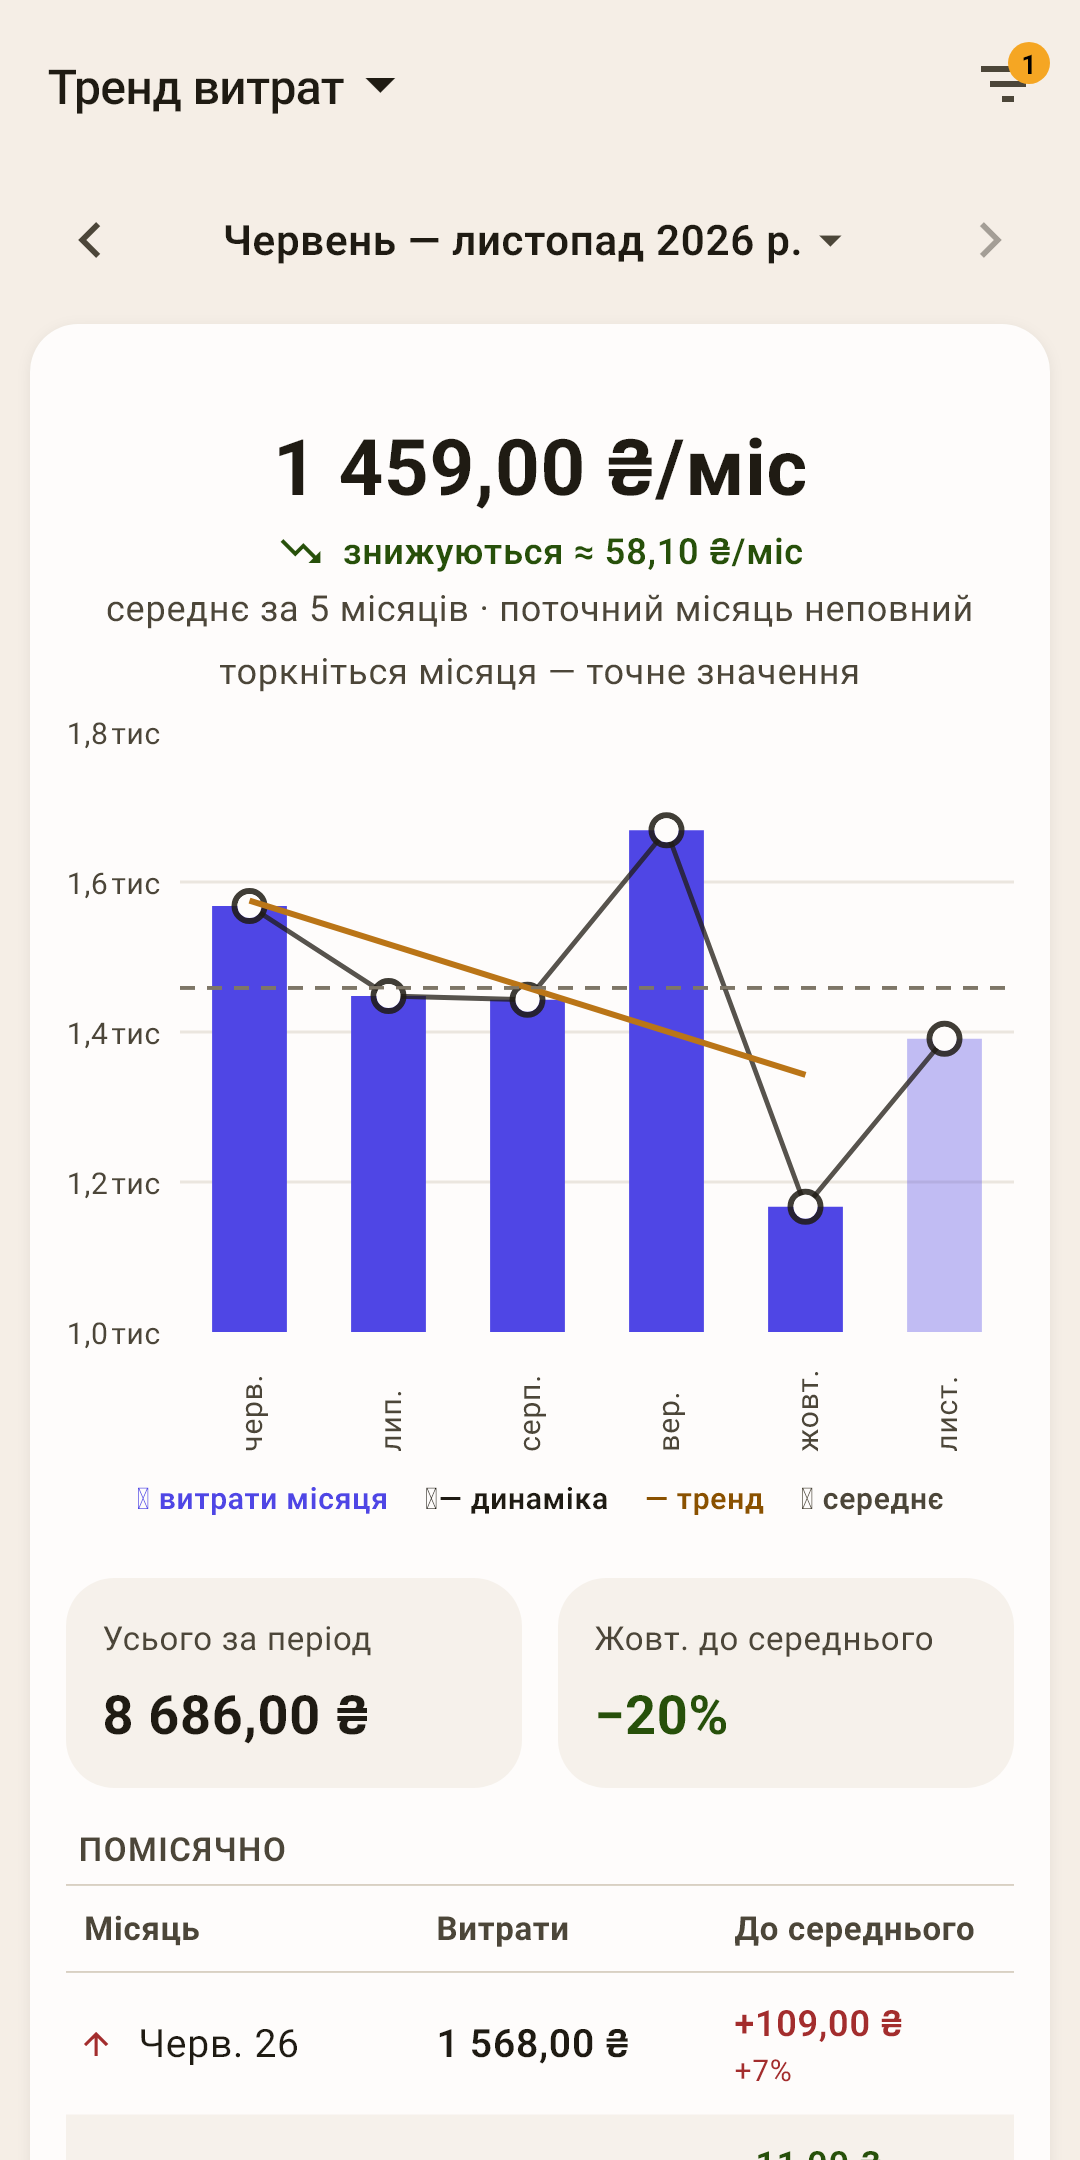 Тренд витрат
1
Червень — листопад 2026 р.
1 459,00 ₴/міс
знижуються ≈ 58,10 ₴/міс
середнє за 5 місяців · поточний місяць неповний
торкніться місяця — точне значення
1,8 тис
1,6 тис
1,4 тис
1,2 тис
1,0 тис
черв.
лип.
серп.
вер.
жовт.
лист.
витрати місяця
— динаміка
— тренд
середнє
Усього за період
8 686,00 ₴
Жовт. до середнього
−20%
ПОМІСЯЧНО
Місяць Витрати До середнього
Черв. 26 1 568,00 ₴ +109,00 ₴
+7%